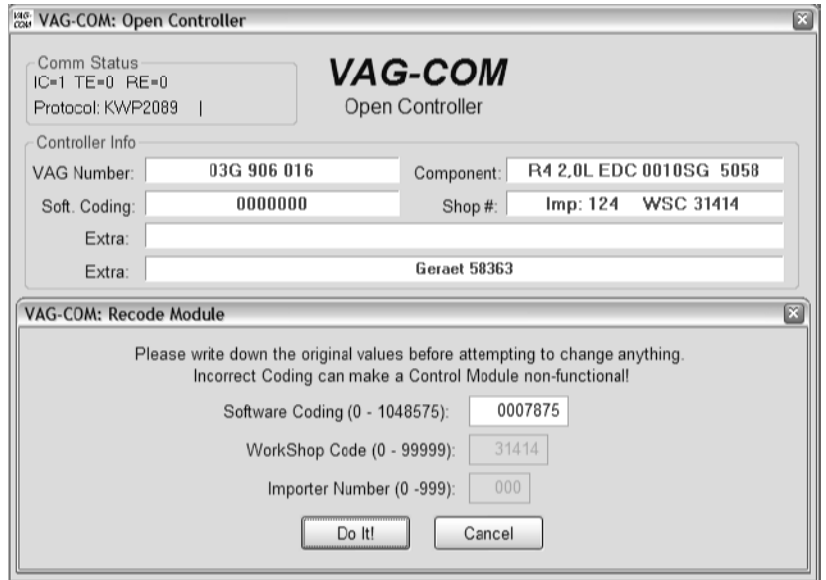 VAG-COM: Open Controller
Comm Status
IC=1 TE=0 RE=0
Protocol: KWP2089 |
VAG-COM
Open Controller
Controller Info
VAG Number: 03G 906 016 Component: R4 2,0L EDC 0010SG 5058
Soft. Coding: 0000000 Shop #: Imp: 124 WSC 31414
Extra:
Extra: Geraet 58363
VAG-COM: Recode Module
Please write down the original values before attempting to change anything.
Incorrect Coding can make a Control Module non-functional!
Software Coding (0 - 1048575): 0007875
WorkShop Code (0 - 99999): 31414
Importer Number (0 -999): 000
Do It! Cancel